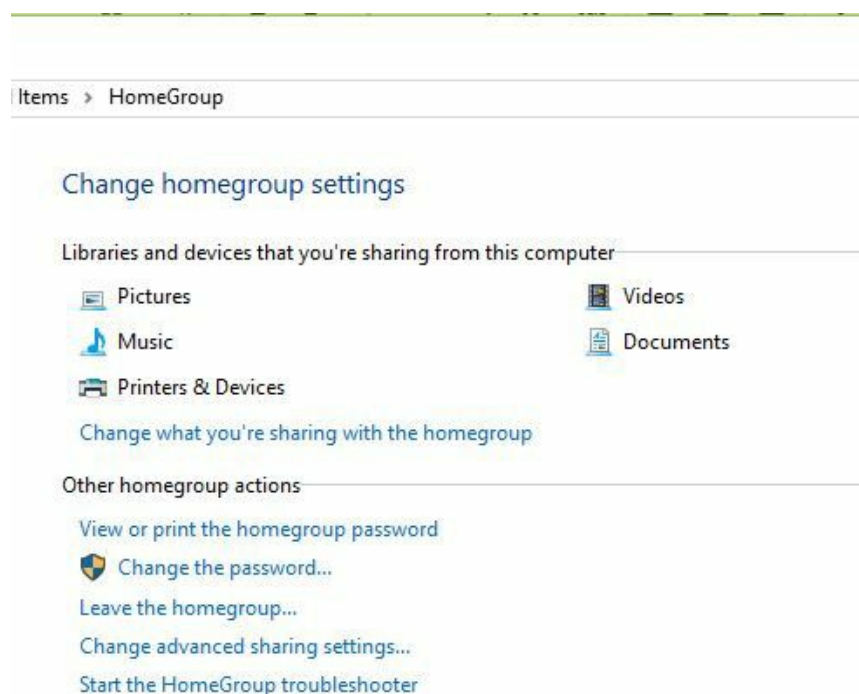 Items > HomeGroup
Change homegroup settings
Libraries and devices that you're sharing from this computer
Pictures
Videos
Music
Documents
Printers & Devices
Change what you're sharing with the homegroup
Other homegroup actions
View or print the homegroup password
Change the password...
Leave the homegroup...
Change advanced sharing settings...
Start the HomeGroup troubleshooter